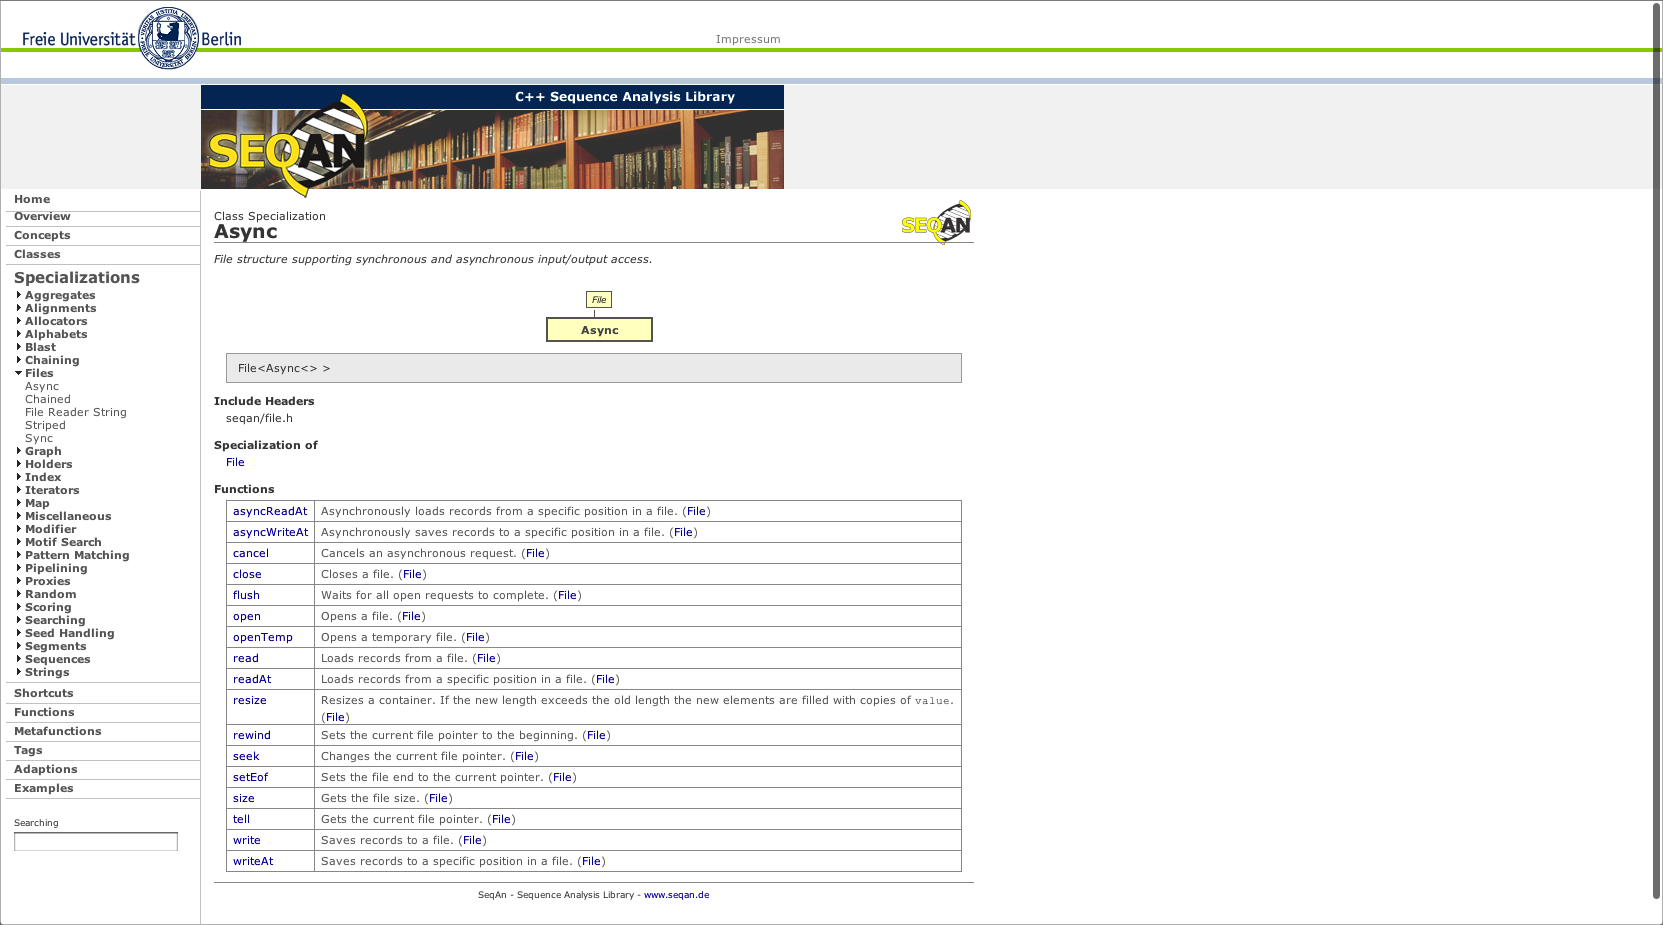 Freie Universität Berlin
Impressum
C++ Sequence Analysis Library
SEQAN
Home
Overview
Concepts
Classes
Specializations
Aggregates
Alignments
Allocators
Alphabets
Blast
Chaining
Files
Async
Chained
File Reader String
Striped
Sync
Graph
Holders
Index
Iterators
Map
Miscellaneous
Modifier
Motif Search
Pattern Matching
Pipelining
Proxies
Random
Scoring
Searching
Seed Handling
Segments
Sequences
Strings
Shortcuts
Functions
Metafunctions
Tags
Adaptions
Examples
Searching
Class Specialization
Async
SEQAN
File structure supporting synchronous and asynchronous input/output access.
File
Async
File<Async<> >
Include Headers
seqan/file.h
Specialization of
File
Functions
asyncReadAt Asynchronously loads records from a specific position in a file. (File)
asyncWriteAt Asynchronously saves records to a specific position in a file. (File)
cancel Cancels an asynchronous request. (File)
close Closes a file. (File)
flush Waits for all open requests to complete. (File)
open Opens a file. (File)
openTemp Opens a temporary file. (File)
read Loads records from a file. (File)
readAt Loads records from a specific position in a file. (File)
resize Resizes a container. If the new length exceeds the old length the new elements are filled with copies of value.
(File)
rewind Sets the current file pointer to the beginning. (File)
seek Changes the current file pointer. (File)
setEof Sets the file end to the current pointer. (File)
size Gets the file size. (File)
tell Gets the current file pointer. (File)
write Saves records to a file. (File)
writeAt Saves records to a specific position in a file. (File)
SeqAn - Sequence Analysis Library - www.seqan.de